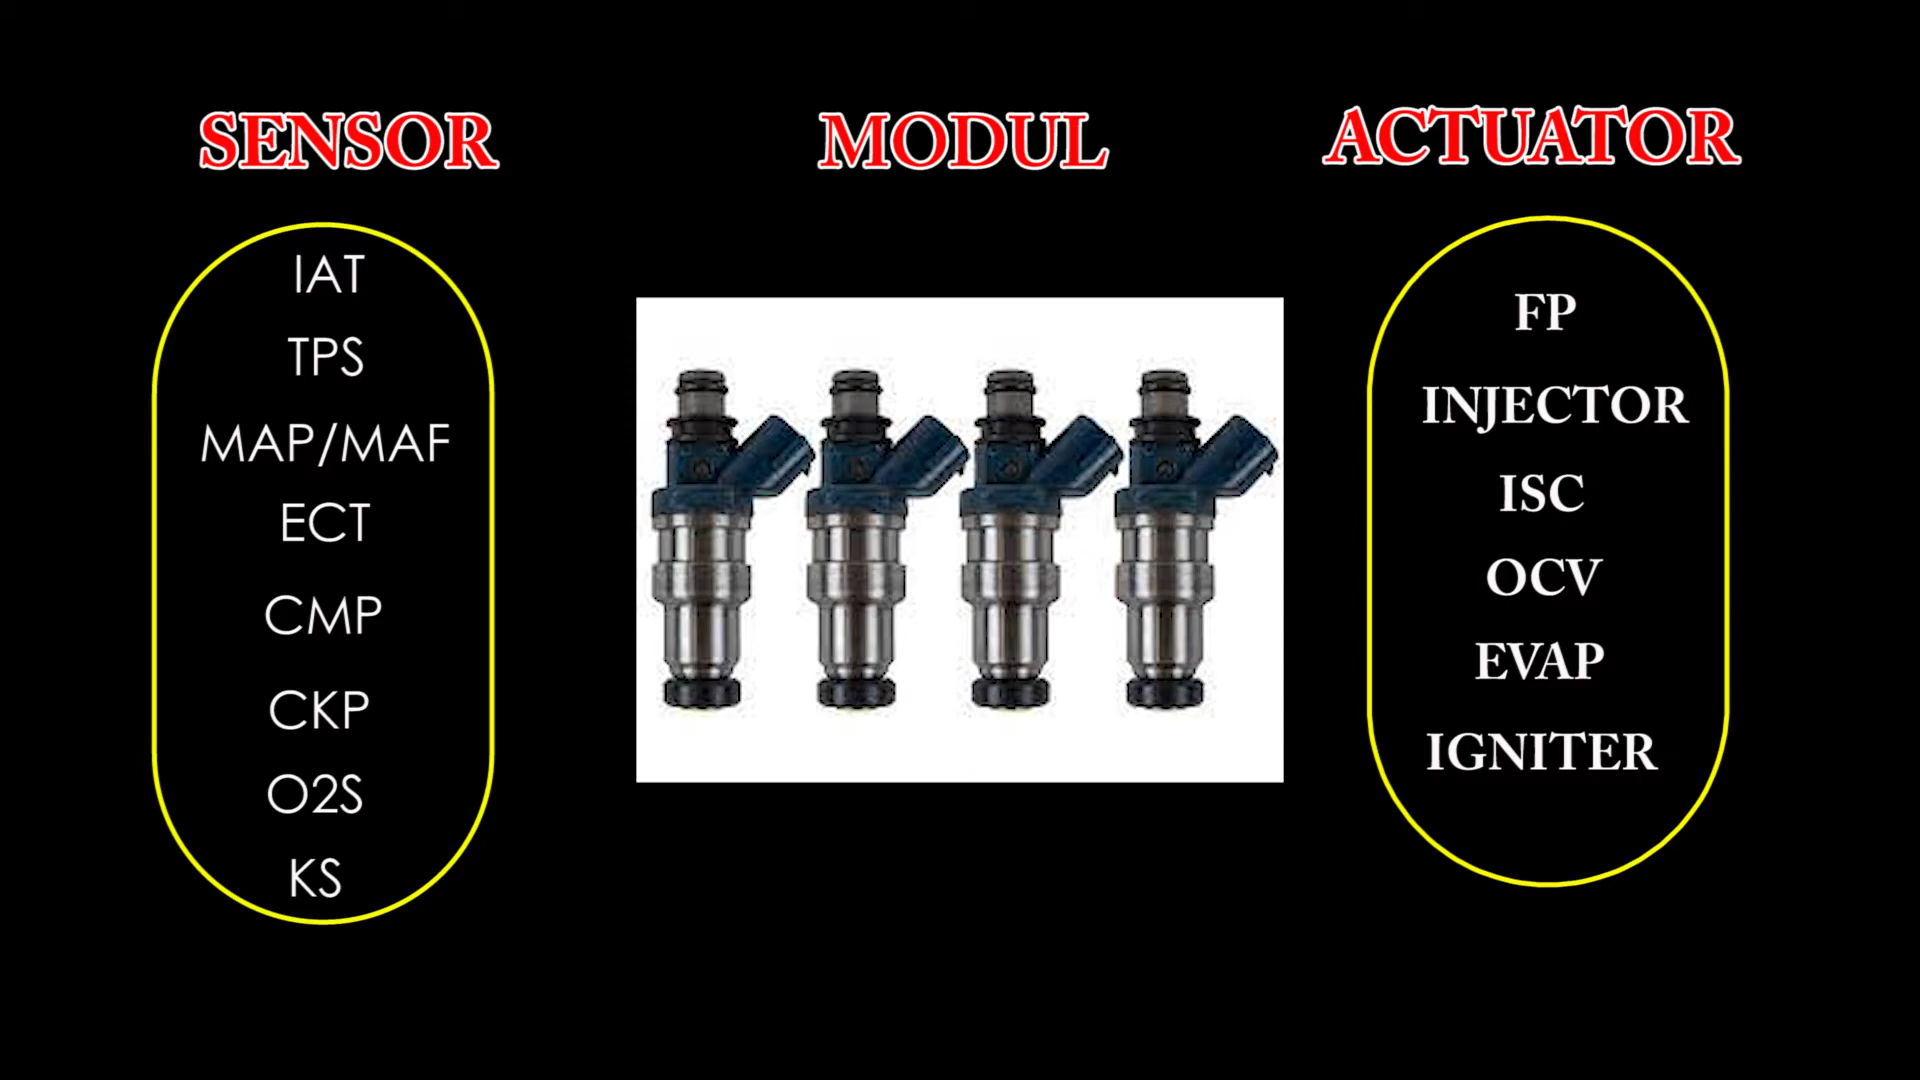 SENSOR
IAT
TPS
MAP/MAF
ECT
CMP
CKP
O2S
KS
MODUL
ACTUATOR
FP
INJECTOR
ISC
OCV
EVAP
IGNITER